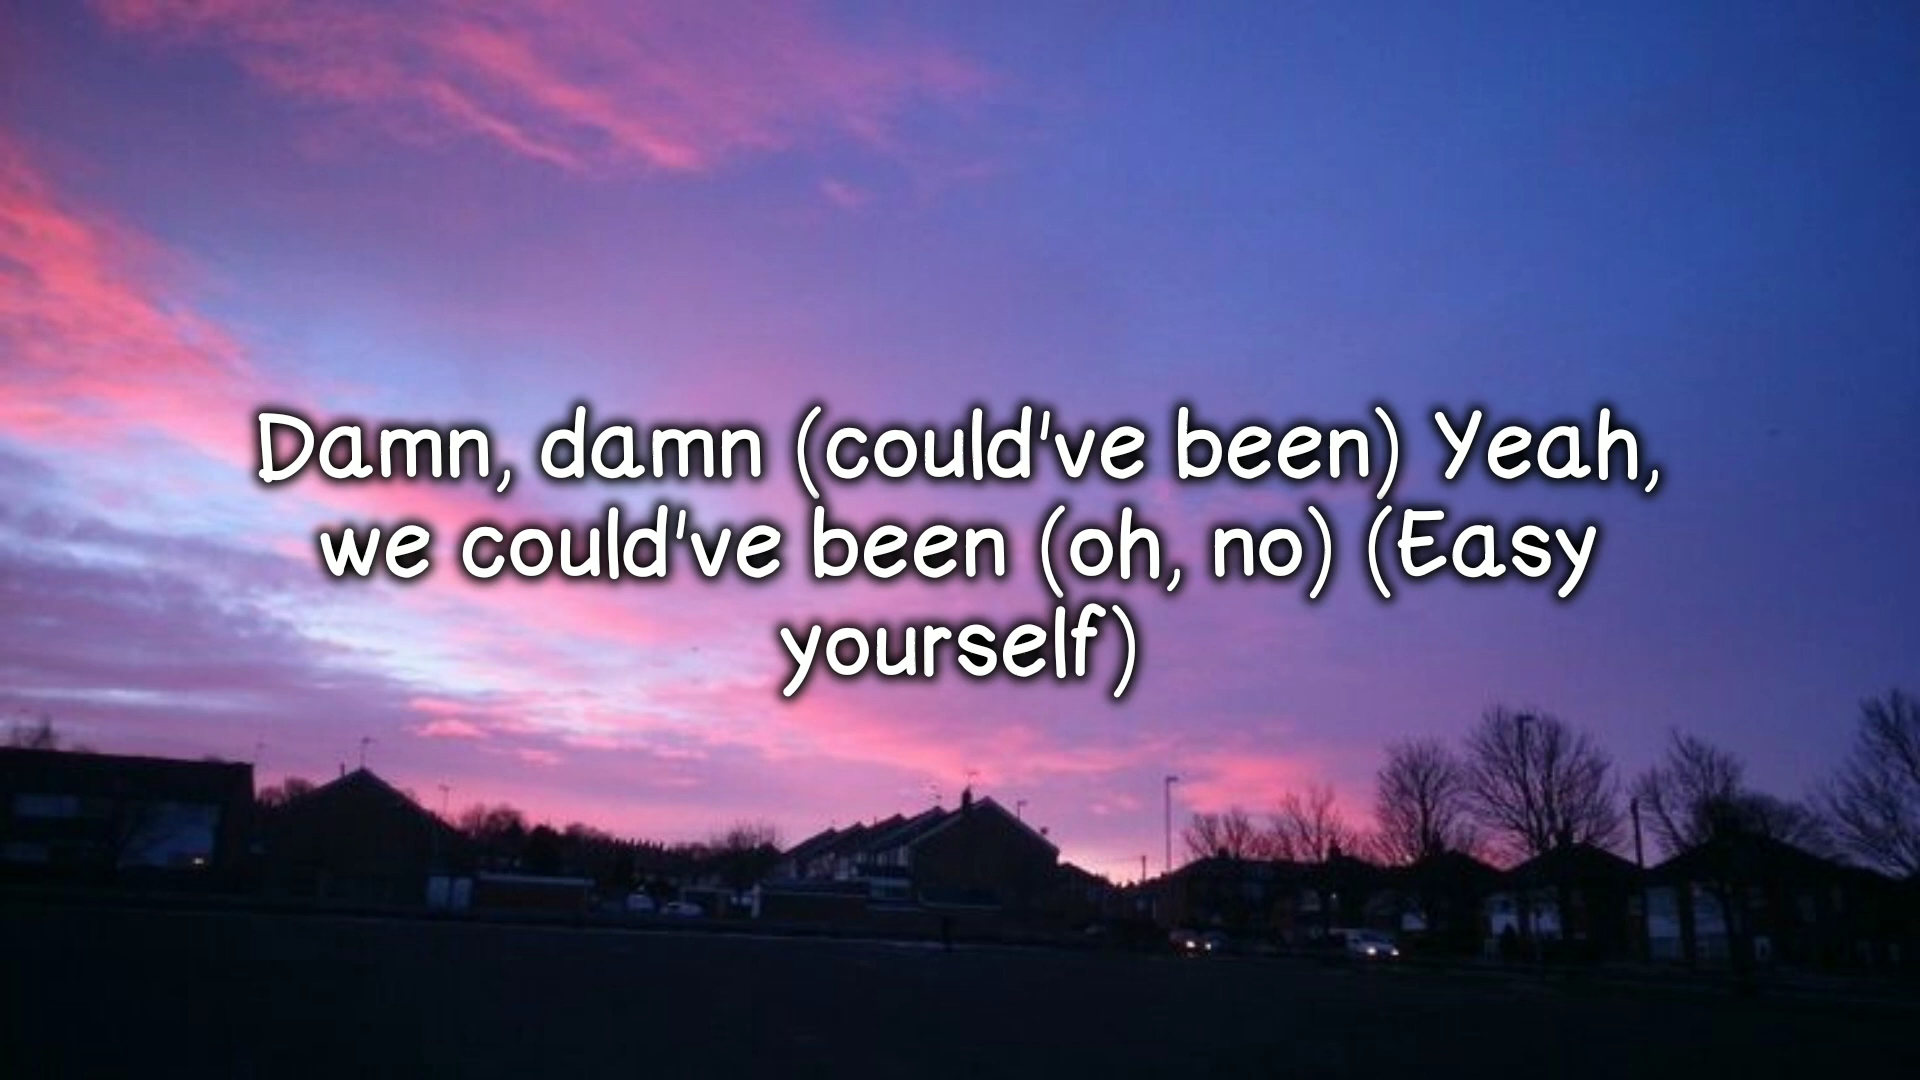 Damn, damn (could've been) Yeah,
we could've been (oh, no) (Easy
yourself)